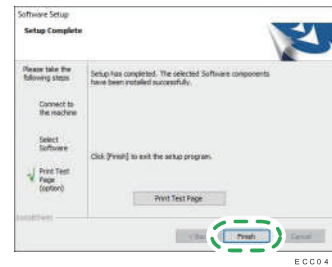 Software Setup
Setup Complete
Please take the
following steps
Setup has completed. The selected Software components
have been installed successfully.
Connect to
the machine
Select
Software
Click [Finish] to exit the setup program.
Print Test
Page
(option)
Print Test Page
InstallShield
< Back
Finish
Cancel
ECC04